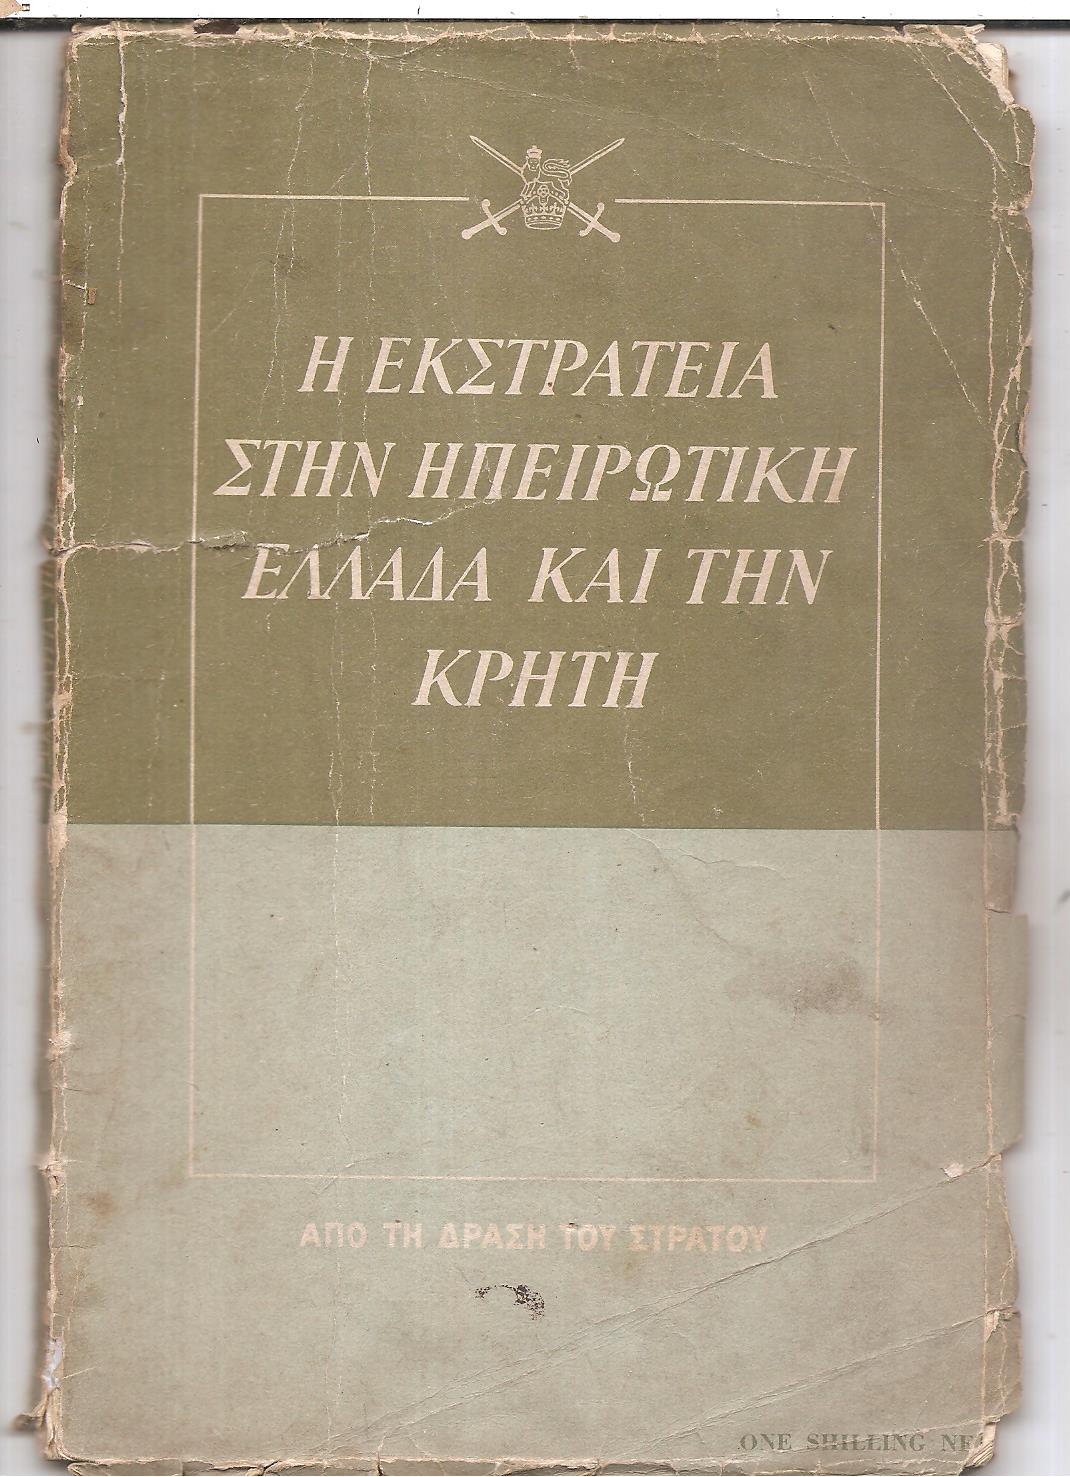 Η ΕΚΣΤΡΑΤΕΙΑ
ΣΤΗΝ ΗΠΕΙΡΩΤΙΚΗ
ΕΛΛΑΔΑ ΚΑΙ ΤΗΝ
ΚΡΗΤΗ
ΑΠΟ ΤΗ ΔΡΑΣΗ ΤΟΥ ΣΤΡΑΤΟΥ
ONE SHILLING